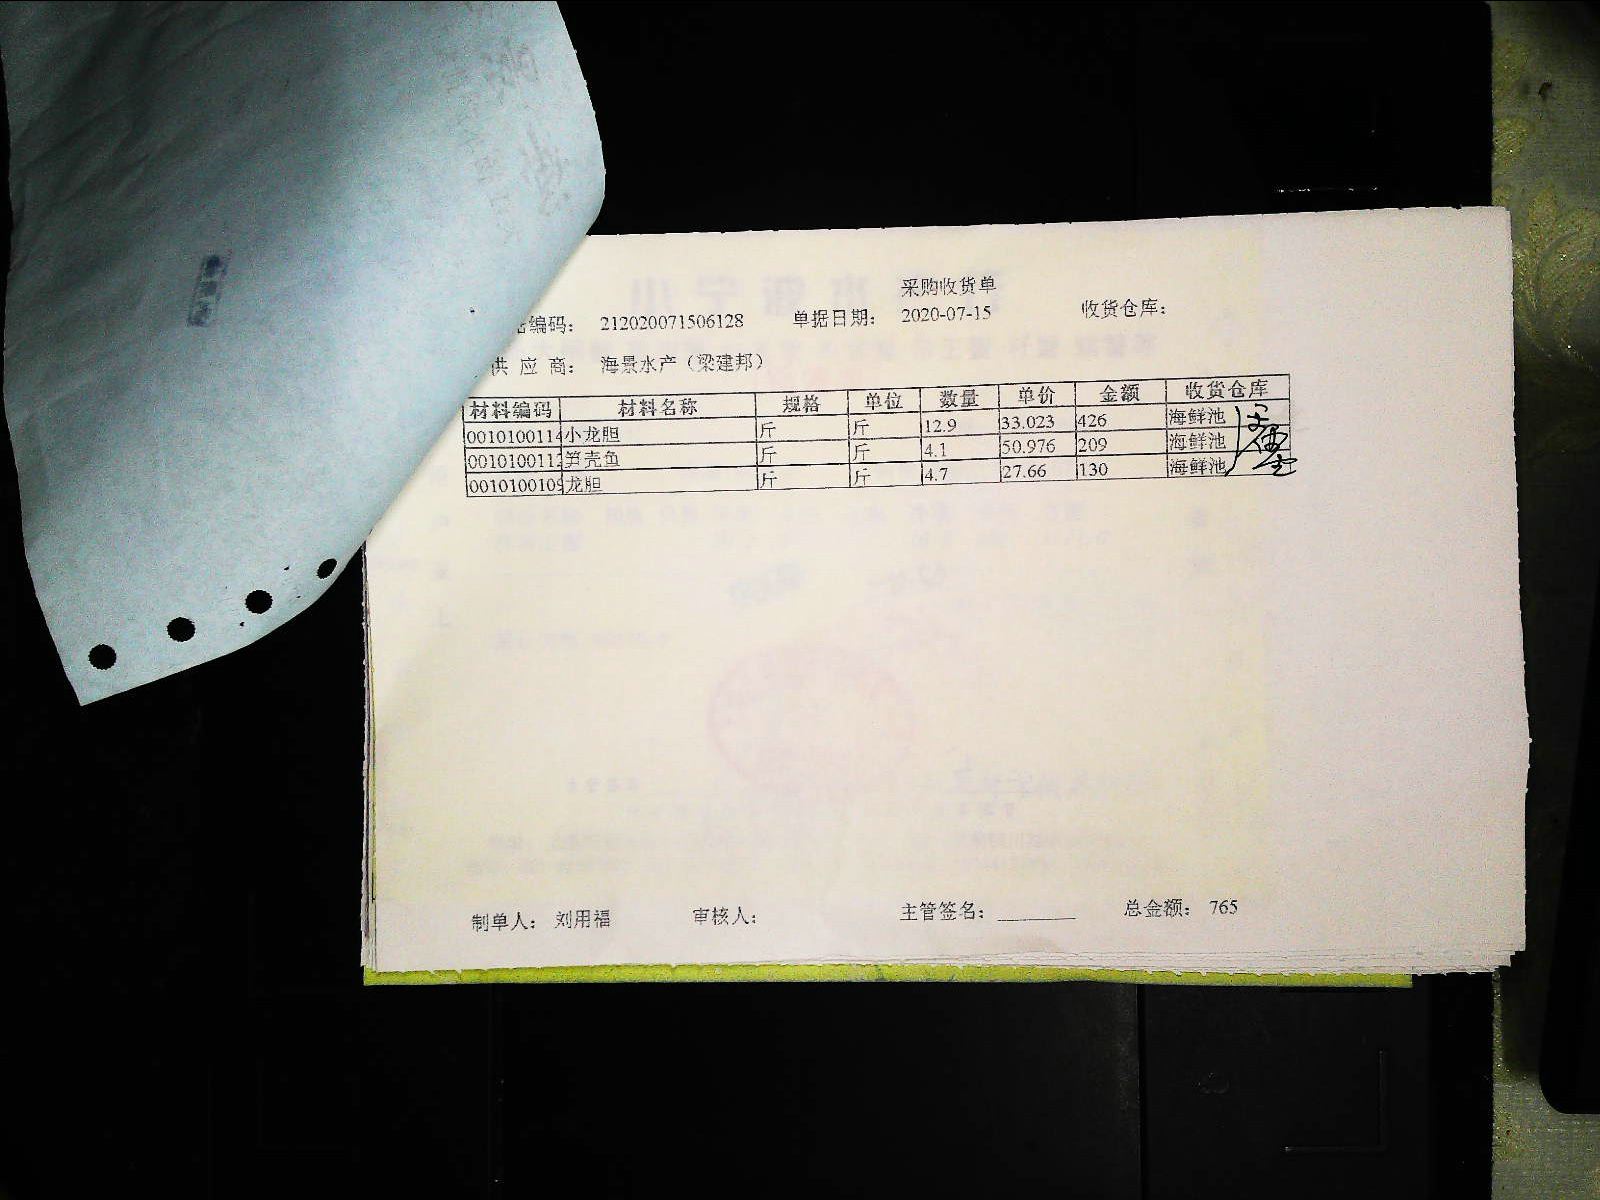 采购收货单
编码： 212020071506128 单据日期： 2020-07-15 收货仓库：
供 应 商： 海景水产（梁建邦）
材料编码 材料名称 规格 单位 数量 单价 金额 收货仓库
001010011 小龙胆 斤 斤 12.9 33.023 426 海鲜池
001010011 笋壳鱼 斤 斤 4.1 50.976 209 海鲜池
001010010 龙胆 斤 斤 4.7 27.66 130 海鲜池
制单人： 刘用福 审核人： 主管签名： 总金额： 765